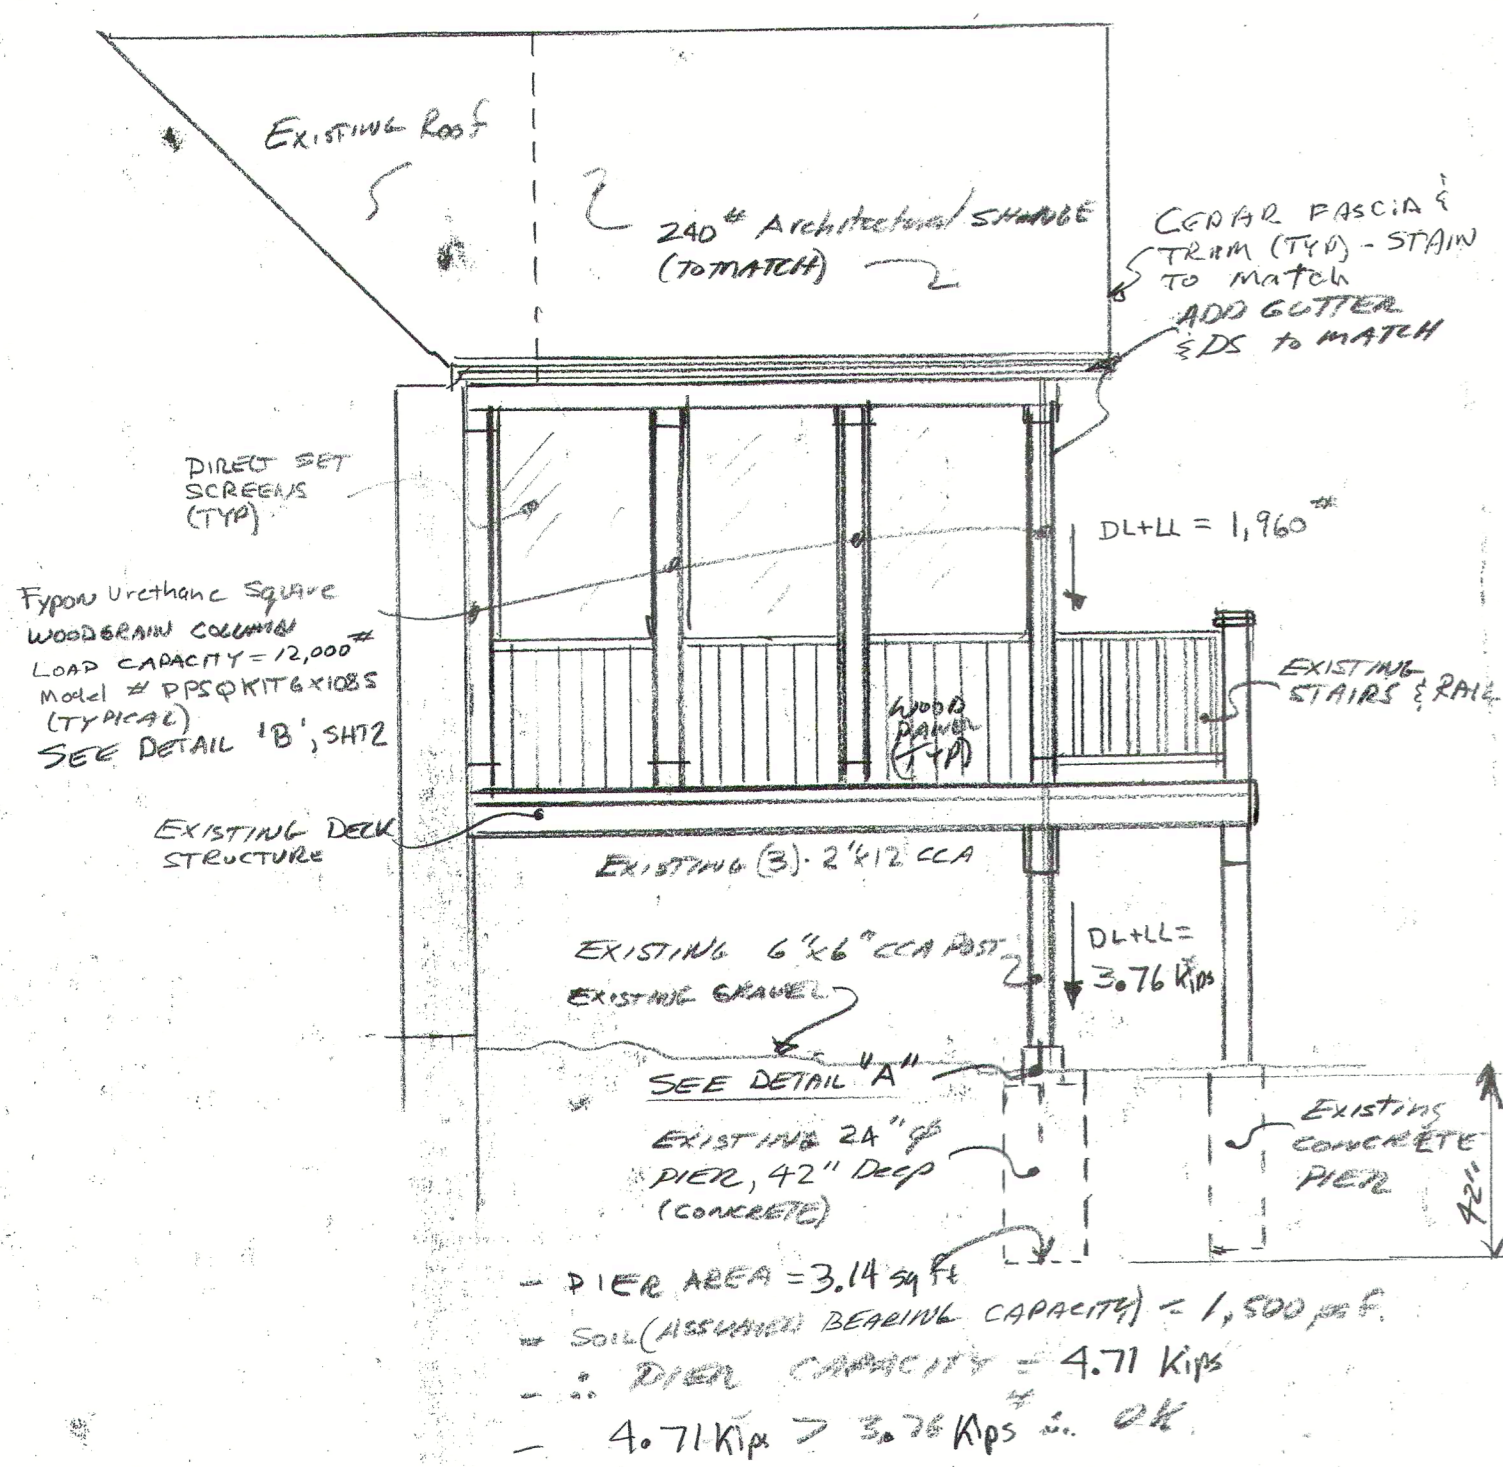 EXISTING ROOF
240# Architectural SHINGLE
(TO MATCH)
CEDAR FASCIA &
TRIM (TYP) - STAIN
TO Match
ADD GUTTER
& DS to MATCH
DIRECT SET
SCREENS
(TYP)
DL+LL = 1,960#
Fypon Urethane Square
WOODGRAIN COLUMN
LOAD CAPACITY = 12,000#
Model # PPSQKIT6X108S
(TYPICAL)
SEE DETAIL 'B', SHT2
EXISTING
STAIRS & RAIL
WOOD
PANEL
(TYP)
EXISTING DECK
STRUCTURE
EXISTING (3)- 2"x12 CCA
EXISTING 6"x6" CCA POST
DL+LL=
3.76 Kips
EXISTING GRAVEL
SEE DETAIL "A"
EXISTING 24" ø
PIER, 42" Deep
(CONCRETE)
Existing
CONCRETE
PIER
42"
- PIER AREA = 3.14 sq ft
- SOIL (ASSUMED BEARING CAPACITY) = 1,500 psf.
- ∴ PIER CAPACITY = 4.71 Kips
- 4.71 Kips > 3.76 Kips ∴ OK